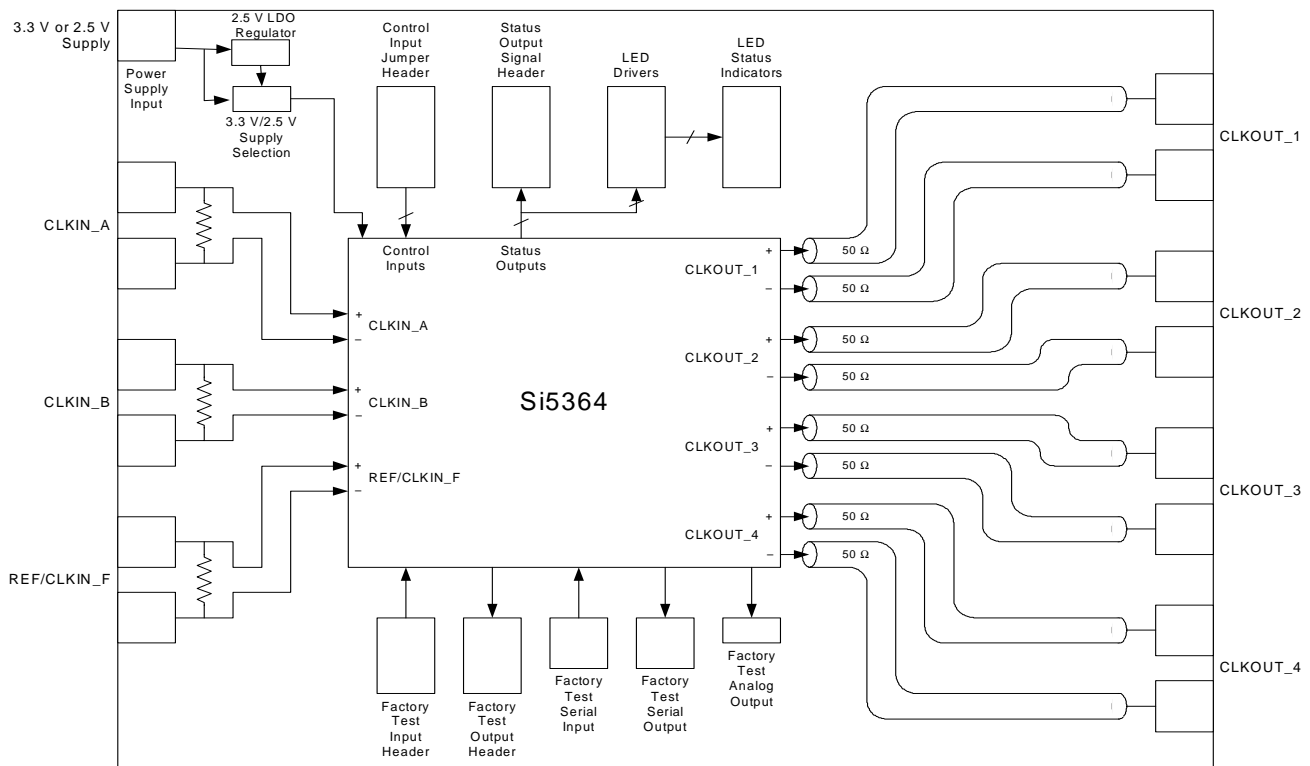 3.3 V or 2.5 V
Supply
Power
Supply
Input
2.5 V LDO
Regulator
3.3 V/2.5 V
Supply
Selection
Control
Input
Jumper
Header
Status
Output
Signal
Header
LED
Drivers
LED
Status
Indicators
CLKIN_A
CLKIN_B
REF/CLKIN_F
Control
Inputs
Status
Outputs
+
CLKIN_A
−
+
CLKIN_B
−
+
REF/CLKIN_F
−
Si5364
+
CLKOUT_1
−
+
CLKOUT_2
−
+
CLKOUT_3
−
+
CLKOUT_4
−
50 Ω
50 Ω
50 Ω
50 Ω
50 Ω
50 Ω
50 Ω
50 Ω
CLKOUT_1
CLKOUT_2
CLKOUT_3
CLKOUT_4
Factory
Test
Input
Header
Factory
Test
Output
Header
Factory
Test
Serial
Input
Factory
Test
Serial
Output
Factory
Test
Analog
Output